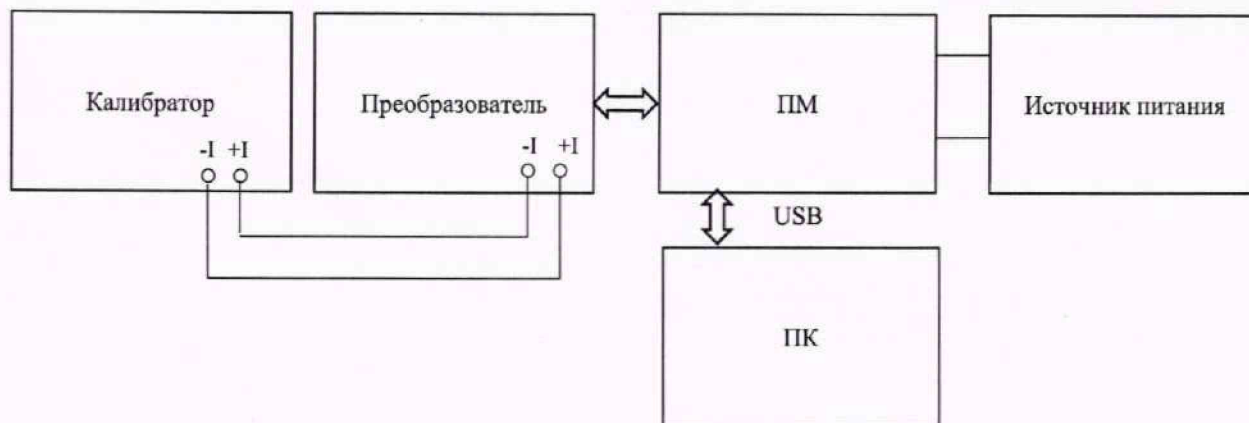 Калибратор
-I +I
Преобразователь
-I +I
ПМ
Источник питания
USB
ПК